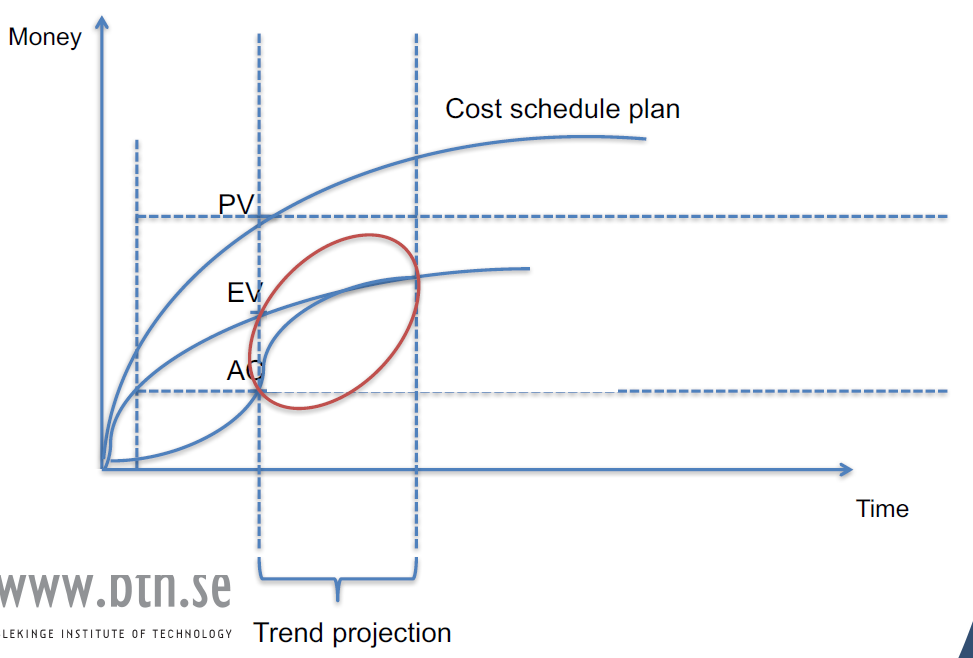 Money
Cost schedule plan
PV
EV
AC
Time
www.bth.se
LEKINGE INSTITUTE OF TECHNOLOGY
Trend projection